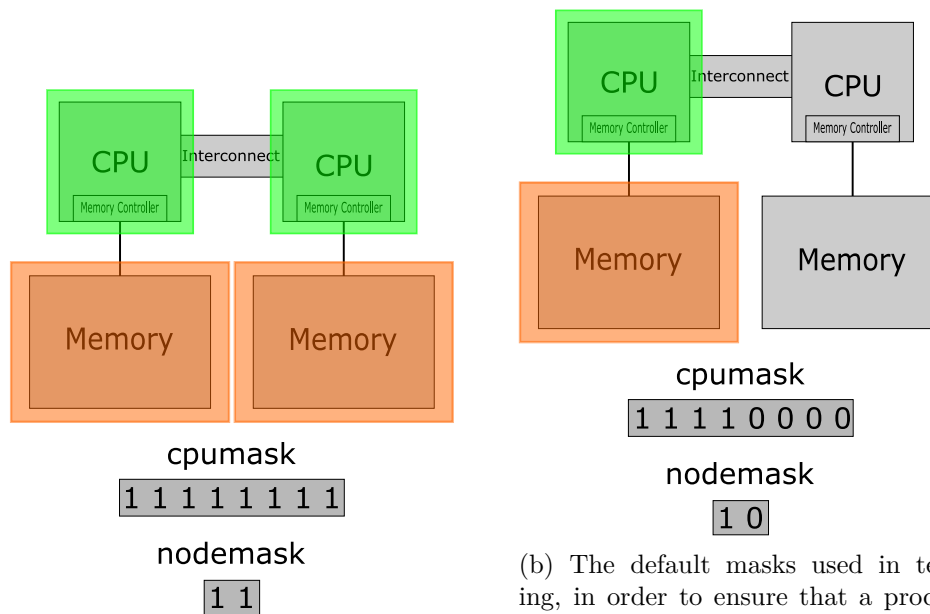 CPU
Interconnect
CPU
Memory Controller
Memory Controller
Memory
Memory
cpumask
1 1 1 1 1 1 1 1
nodemask
1 1
CPU
Interconnect
CPU
Memory Controller
Memory Controller
Memory
Memory
cpumask
1 1 1 1 0 0 0 0
nodemask
1 0
(b) The default masks used in te
ing, in order to ensure that a proc